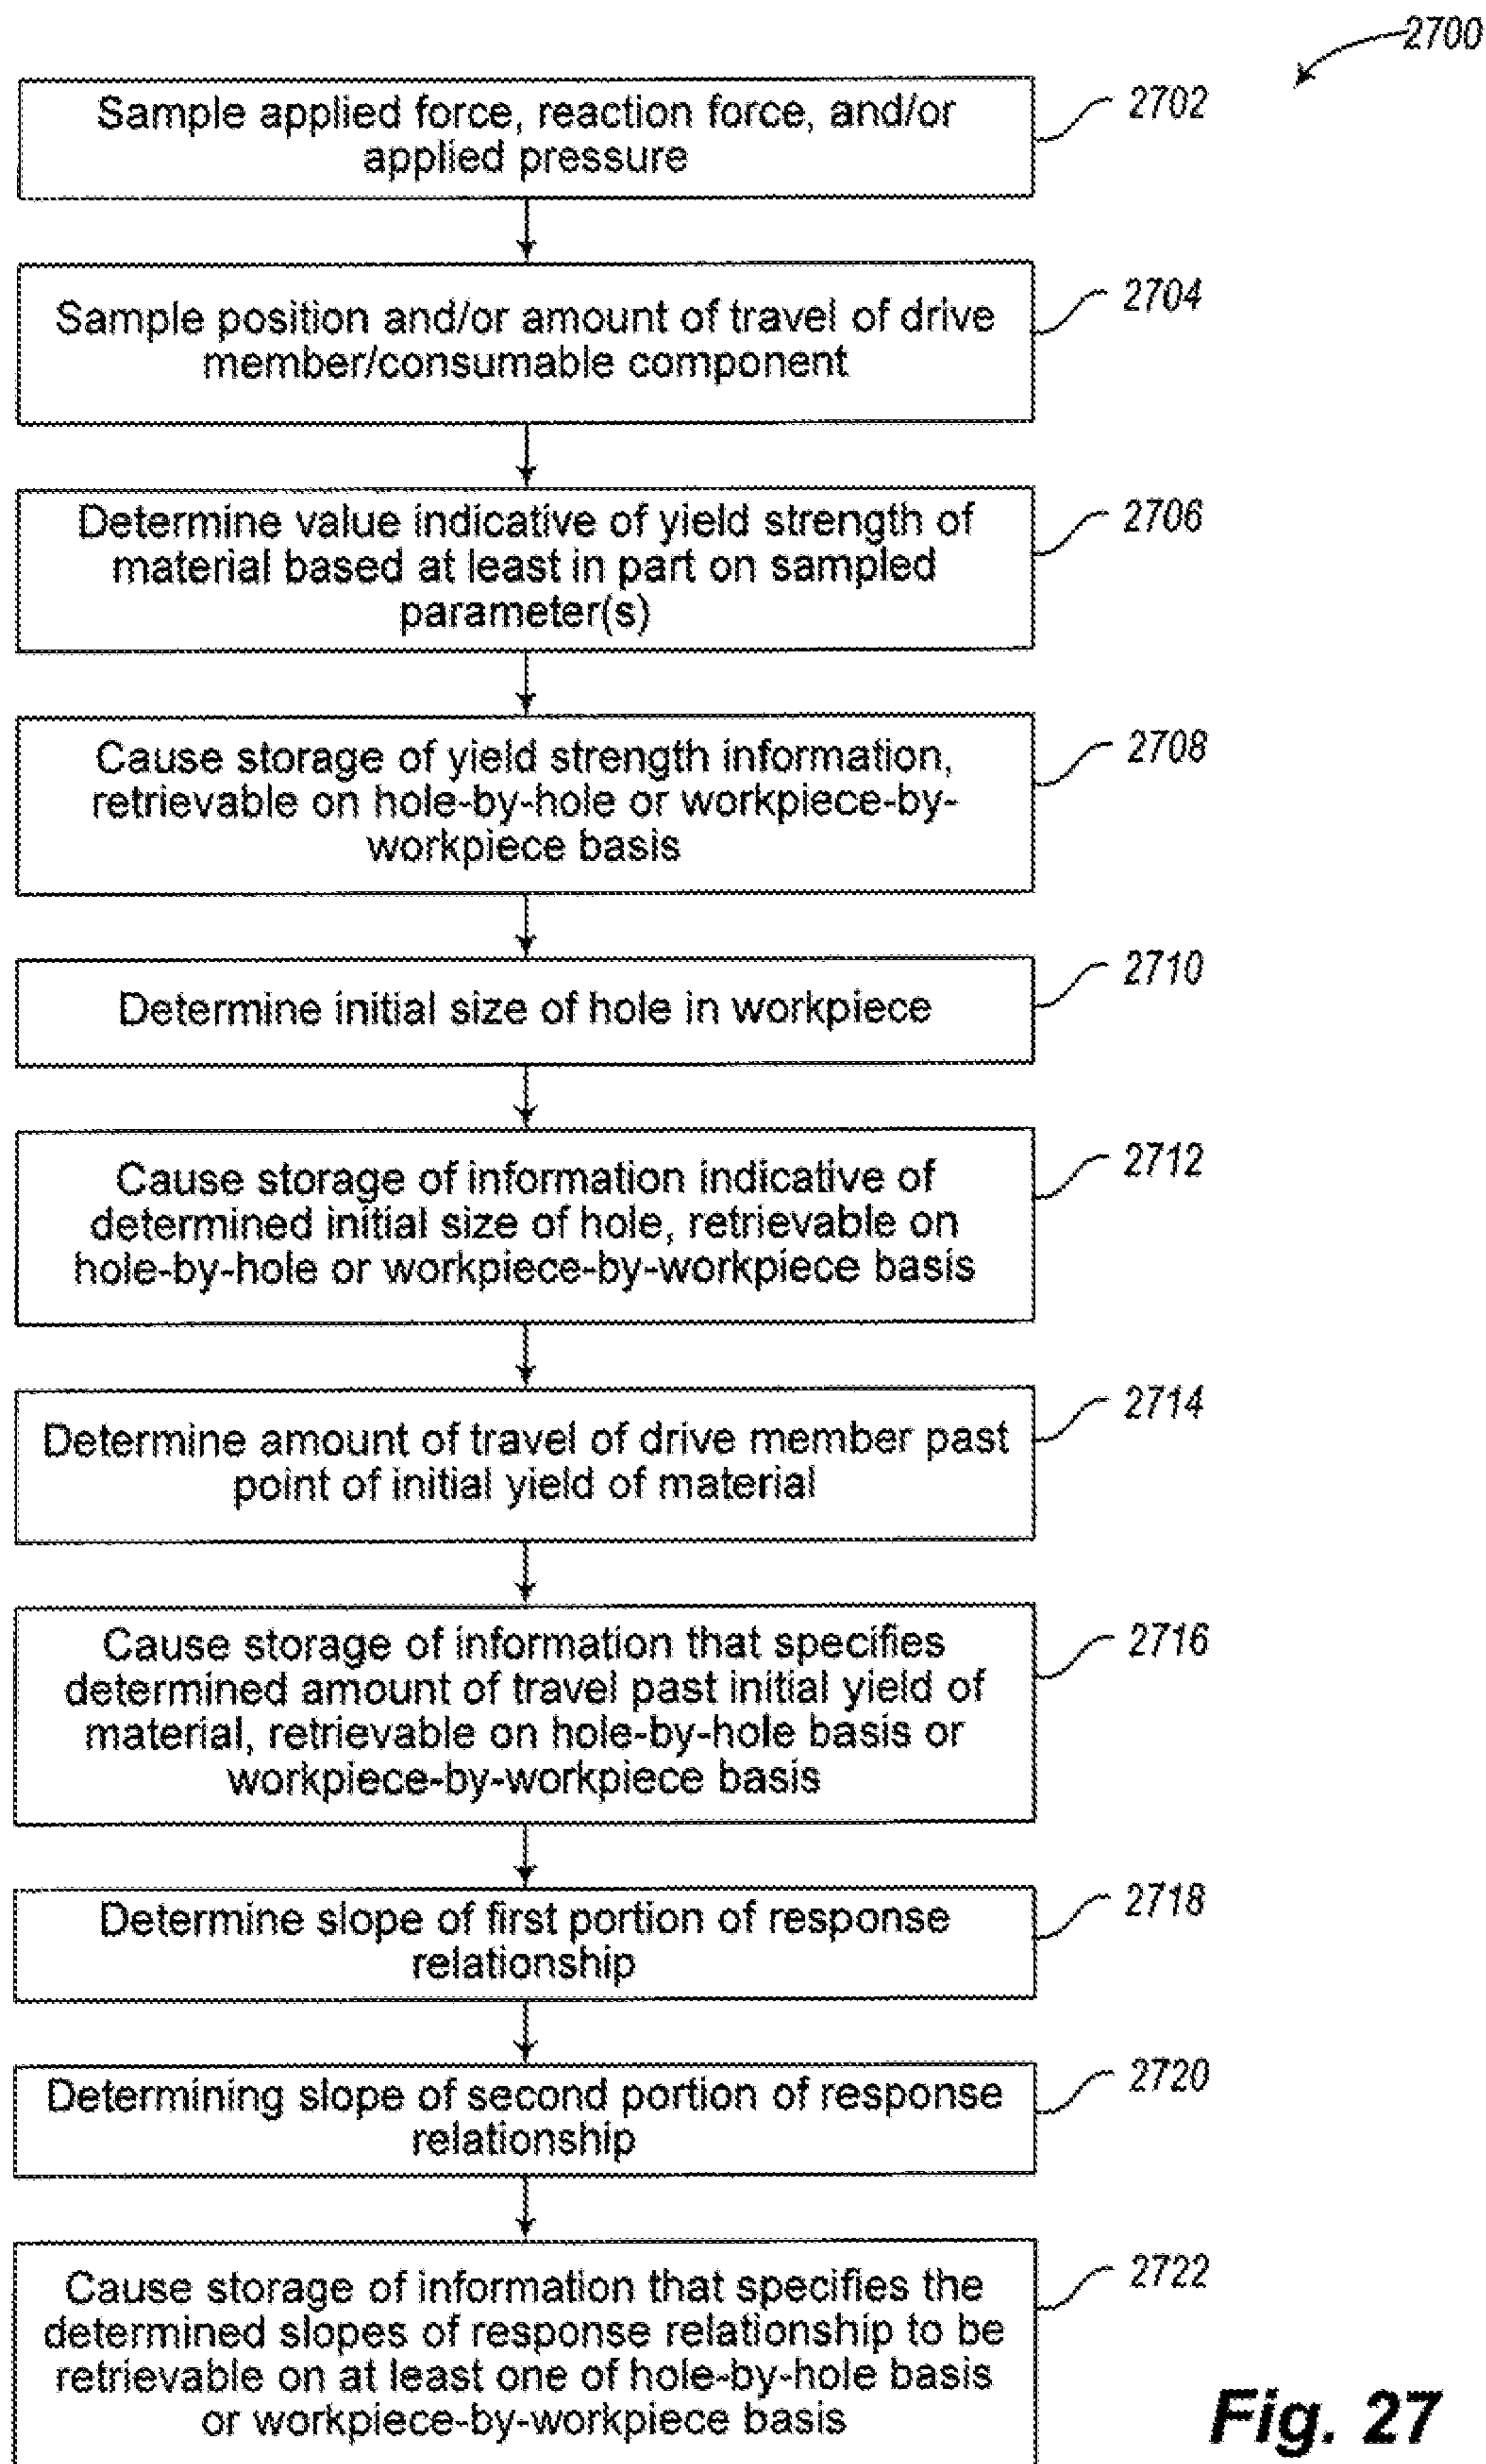 2700
Sample applied force, reaction force, and/or
applied pressure
2702
Sample position and/or amount of travel of drive
member/consumable component
2704
Determine value indicative of yield strength of
material based at least in part on sampled
parameter(s)
2706
Cause storage of yield strength information,
retrievable on hole-by-hole or workpiece-by-
workpiece basis
2708
Determine initial size of hole in workpiece
2710
Cause storage of information indicative of
determined initial size of hole, retrievable on
hole-by-hole or workpiece-by-workpiece basis
2712
Determine amount of travel of drive member past
point of initial yield of material
2714
Cause storage of information that specifies
determined amount of travel past initial yield of
material, retrievable on hole-by-hole basis or
workpiece-by-workpiece basis
2716
Determine slope of first portion of response
relationship
2718
Determining slope of second portion of response
relationship
2720
Cause storage of information that specifies the
determined slopes of response relationship to be
retrievable on at least one of hole-by-hole basis
or workpiece-by-workpiece basis
2722
Fig. 27